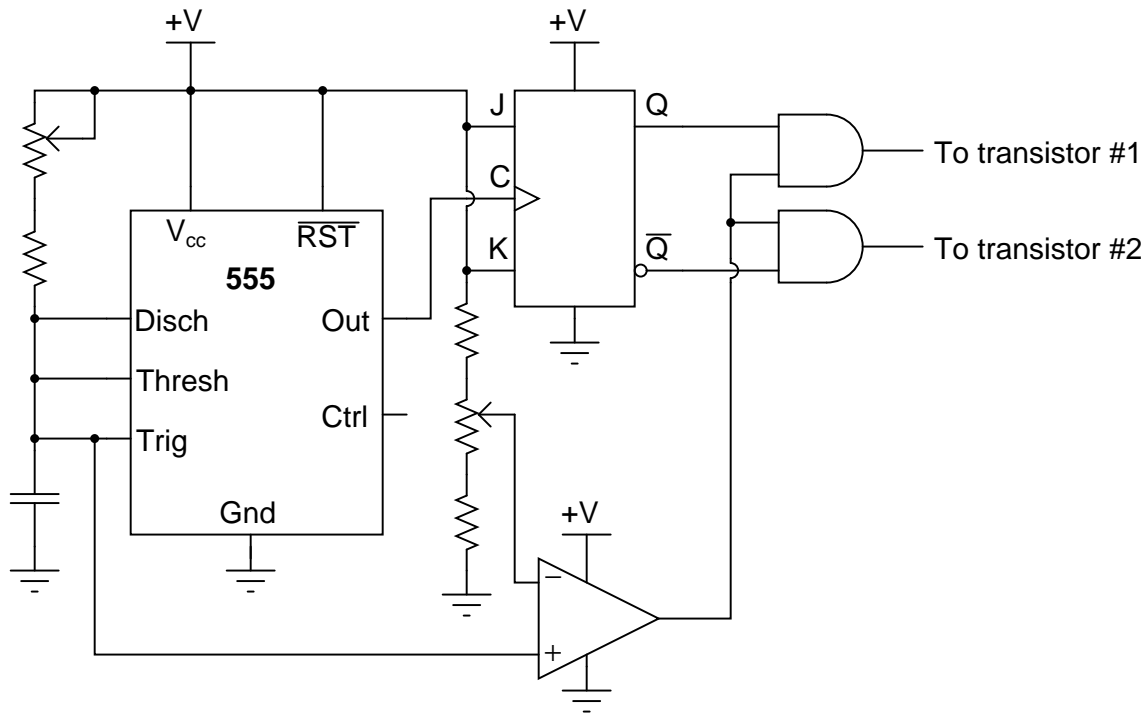 +V
+V
J
Q
C
To transistor #1
Vcc
RST
K
Q
To transistor #2
555
Disch
Out
Thresh
Ctrl
Trig
Gnd
+V
−
+